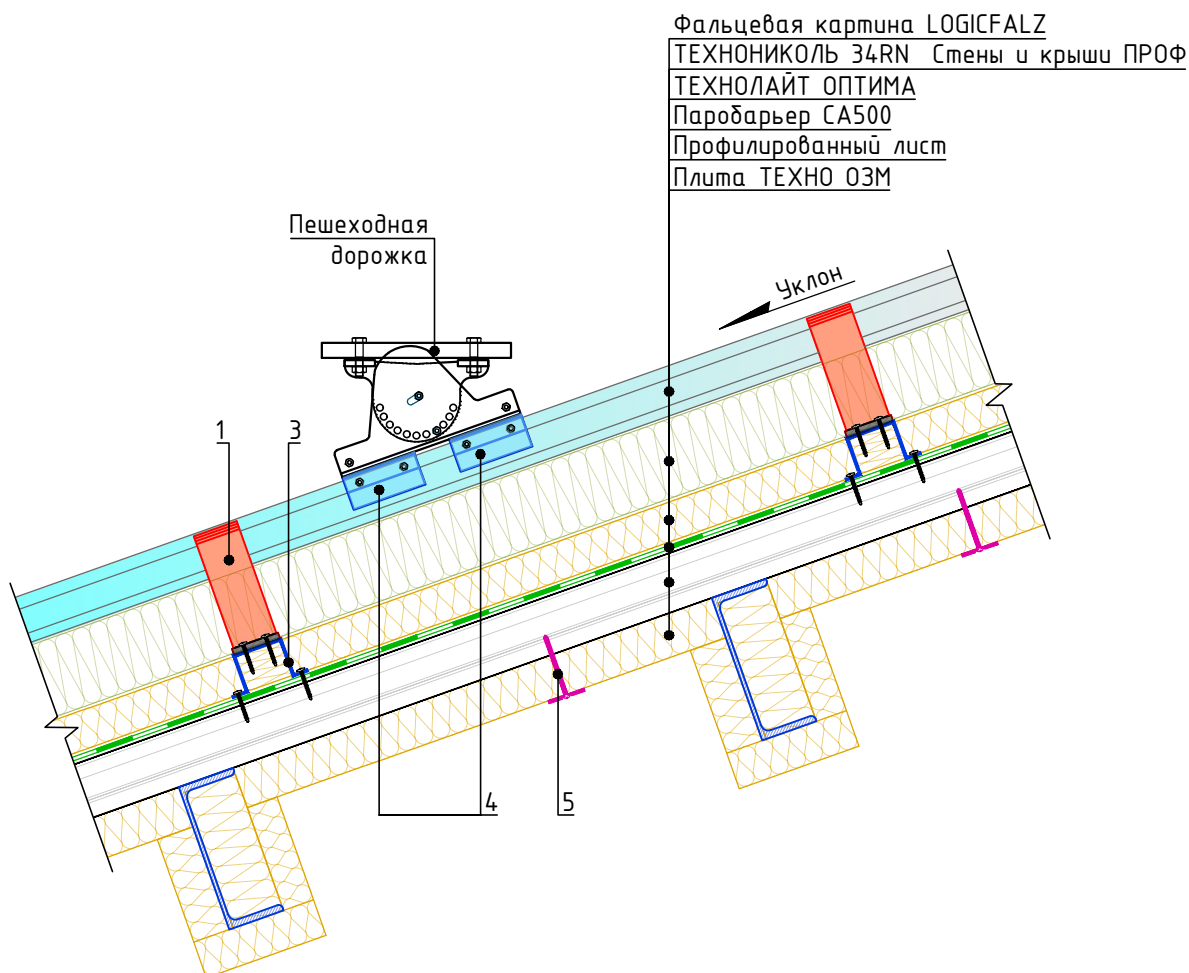 Фальцевая картина LOGICFALZ
ТЕХНОНИКОЛЬ 34RN Стены и крыши ПРОФ
ТЕХНОЛАЙТ ОПТИМА
Паробарьер СА500
Профилированный лист
Плита ТЕХНО ОЗМ
Пешеходная
дорожка
Уклон
1
3
4
5